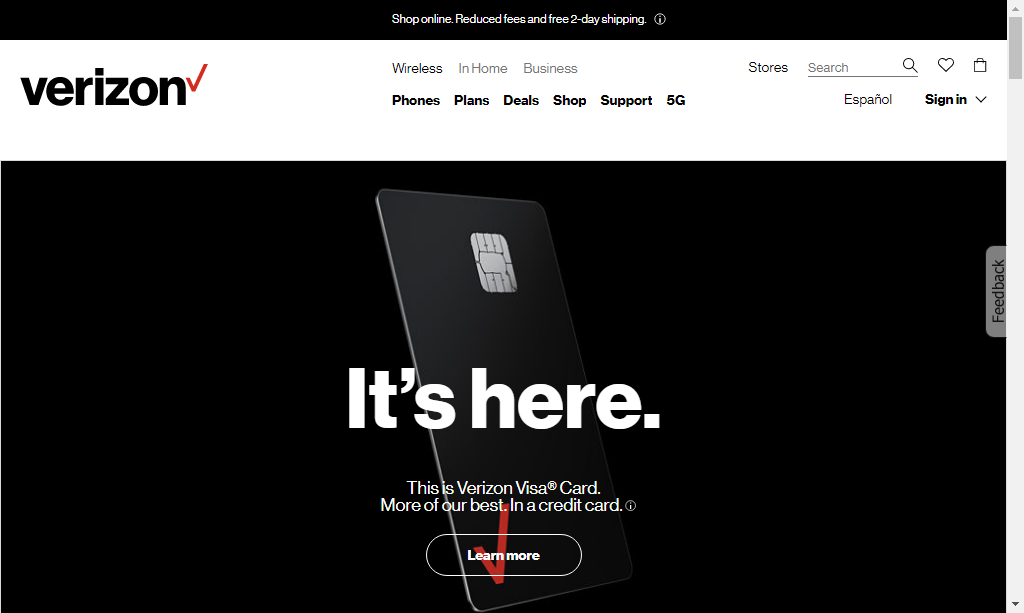 Shop online. Reduced fees and free 2-day shipping.
verizon
Wireless In Home Business
Stores Search
Phones Plans Deals Shop Support 5G
Español Sign in
Feedback
It's here.
This is Verizon Visa® Card.
More of our best. In a credit card.
Learn more